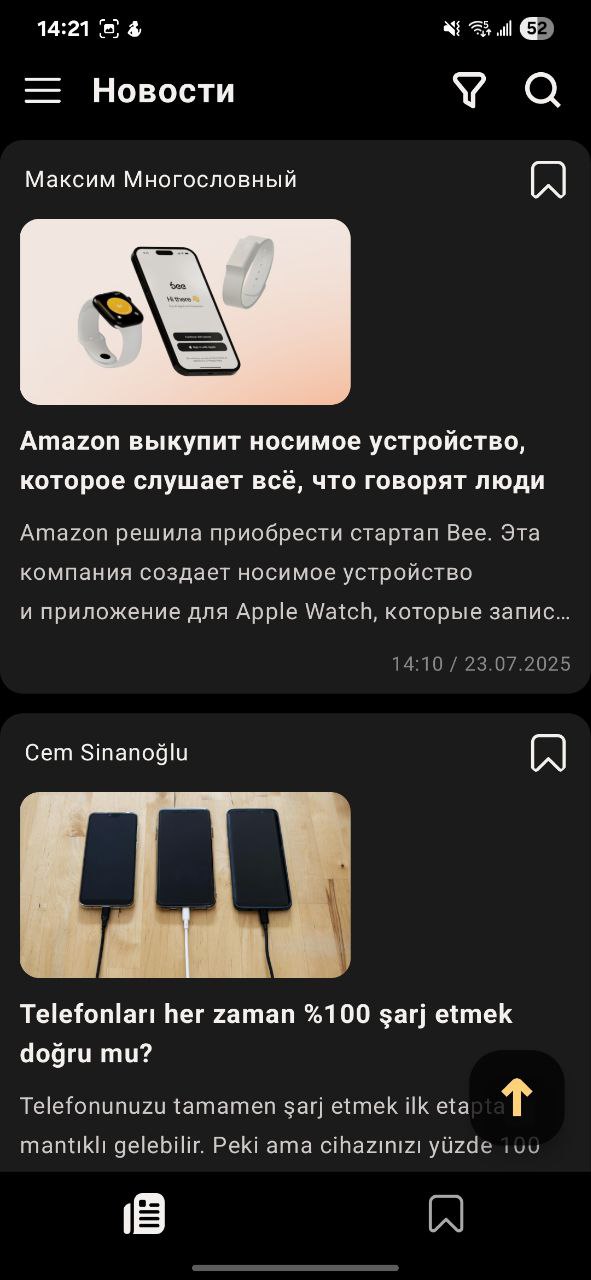 14:21
52
Новости
Максим Многословный
bee
Hi there
Amazon выкупит носимое устройство,
которое слушает всё, что говорят люди
Amazon решила приобрести стартап Bee. Эта
компания создает носимое устройство
и приложение для Apple Watch, которые запис…
14:10 / 23.07.2025
Cem Sinanoğlu
Telefonları her zaman %100 şarj etmek
doğru mu?
Telefonunuzu tamamen şarj etmek ilk etapta
mantıklı gelebilir. Peki ama cihazınızı yüzde 100